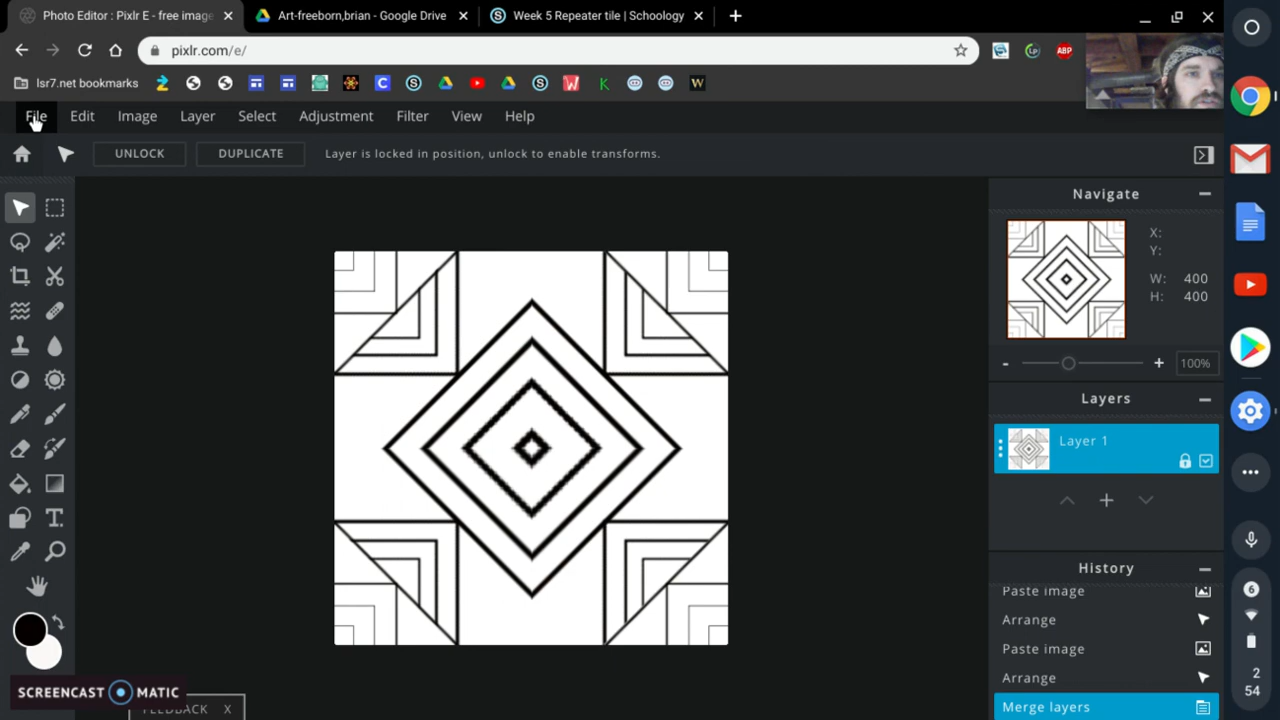 Photo Editor : Pixlr E - free image
Art-freeborn,brian - Google Drive
Week 5 Repeater tile | Schoology
pixlr.com/e/
ABP
lsr7.net bookmarks
File Edit Image Layer Select Adjustment Filter View Help
UNLOCK DUPLICATE Layer is locked in position, unlock to enable transforms.
Navigate
X:
Y:
W: 400
H: 400
100%
Layers
Layer 1
History
Paste image
Arrange
Paste image
Arrange
Merge layers
SCREENCAST MATIC
FEEDBACK X
6
2
54